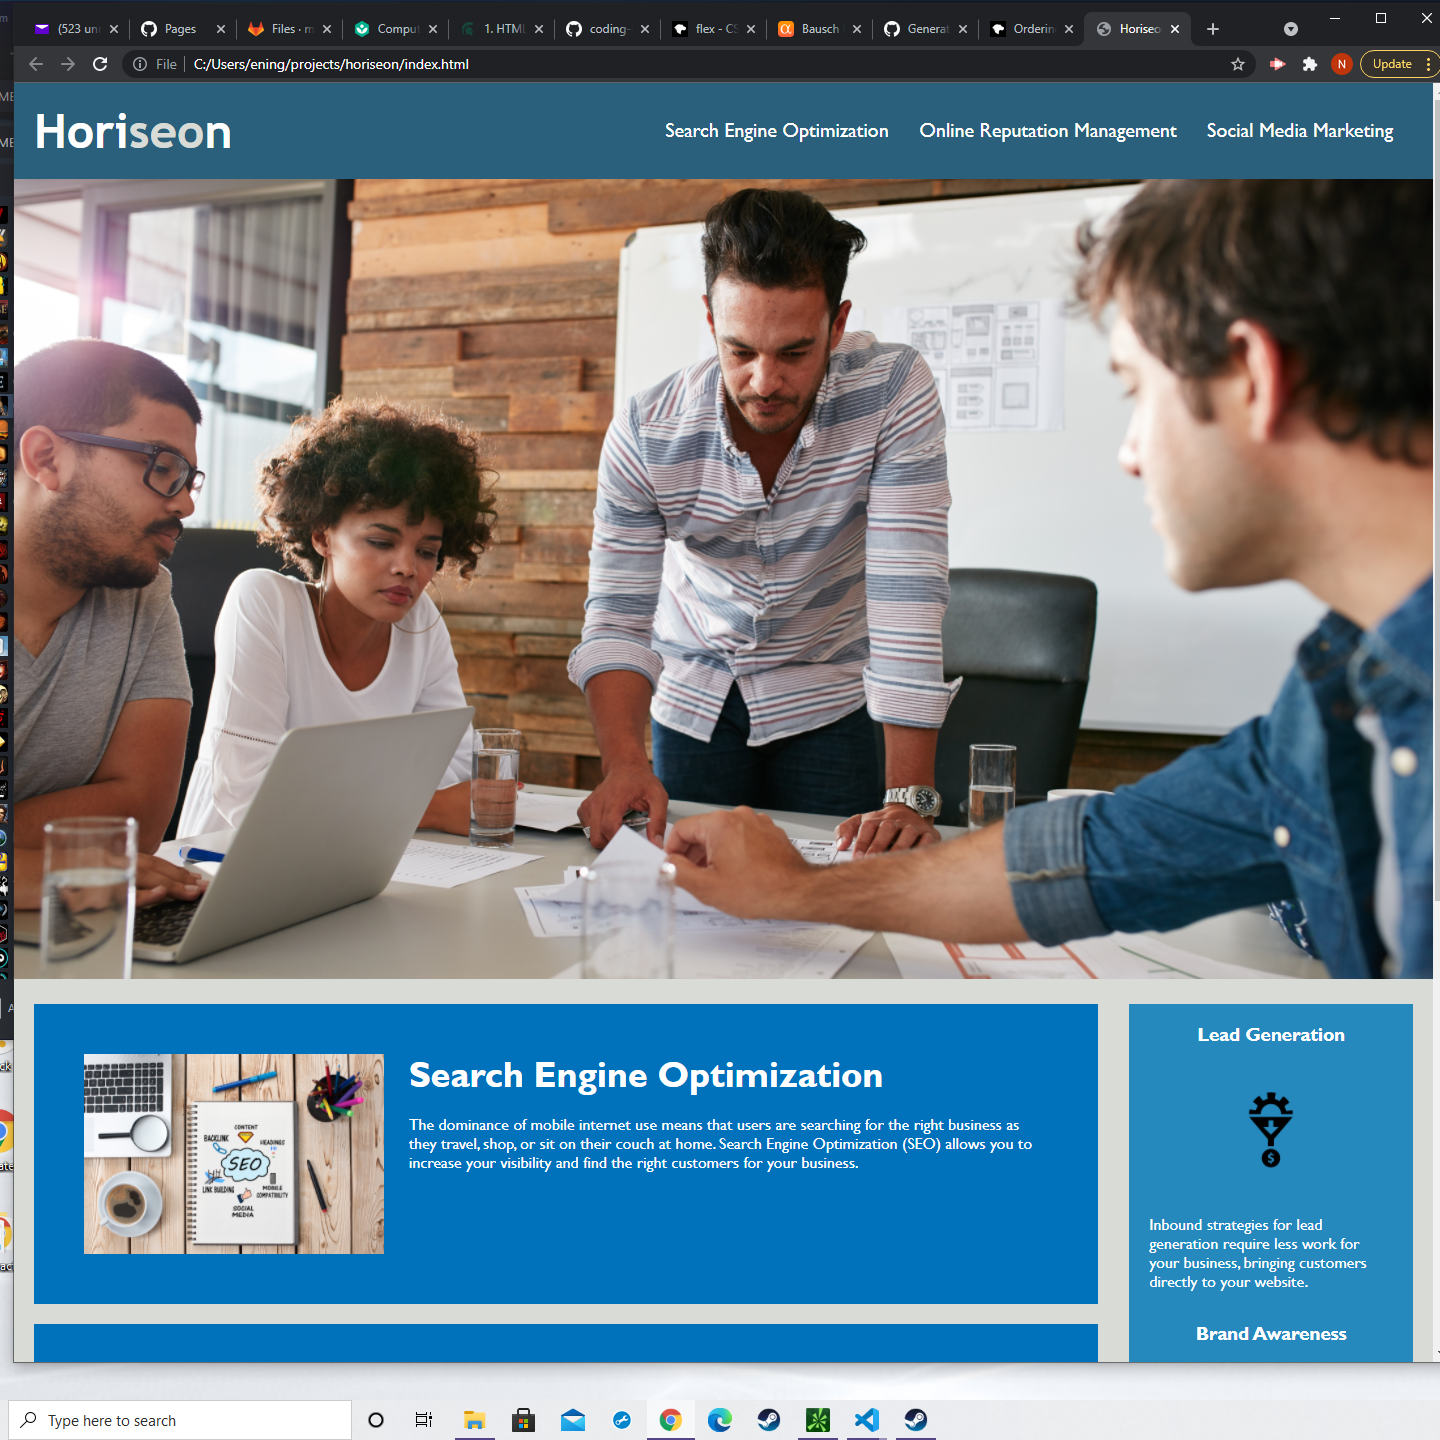 (523 un
Pages
Files · m
Comput
1. HTML
coding-
flex - CS
Bausch
Generat
Orderin
Horiseo
File
C:/Users/ening/projects/horiseon/index.html
N
Update
Horiseon
Search Engine Optimization
Online Reputation Management
Social Media Marketing
Search Engine Optimization
The dominance of mobile internet use means that users are searching for the right business as
they travel, shop, or sit on their couch at home. Search Engine Optimization (SEO) allows you to
increase your visibility and find the right customers for your business.
CONTENT
BACKLINK
HEADINGS
SEO
LINK BUILDING
MOBILE
COMPATIBILITY
SOCIAL
MEDIA
Lead Generation
$
Inbound strategies for lead
generation require less work for
your business, bringing customers
directly to your website.
Brand Awareness
Type here to search